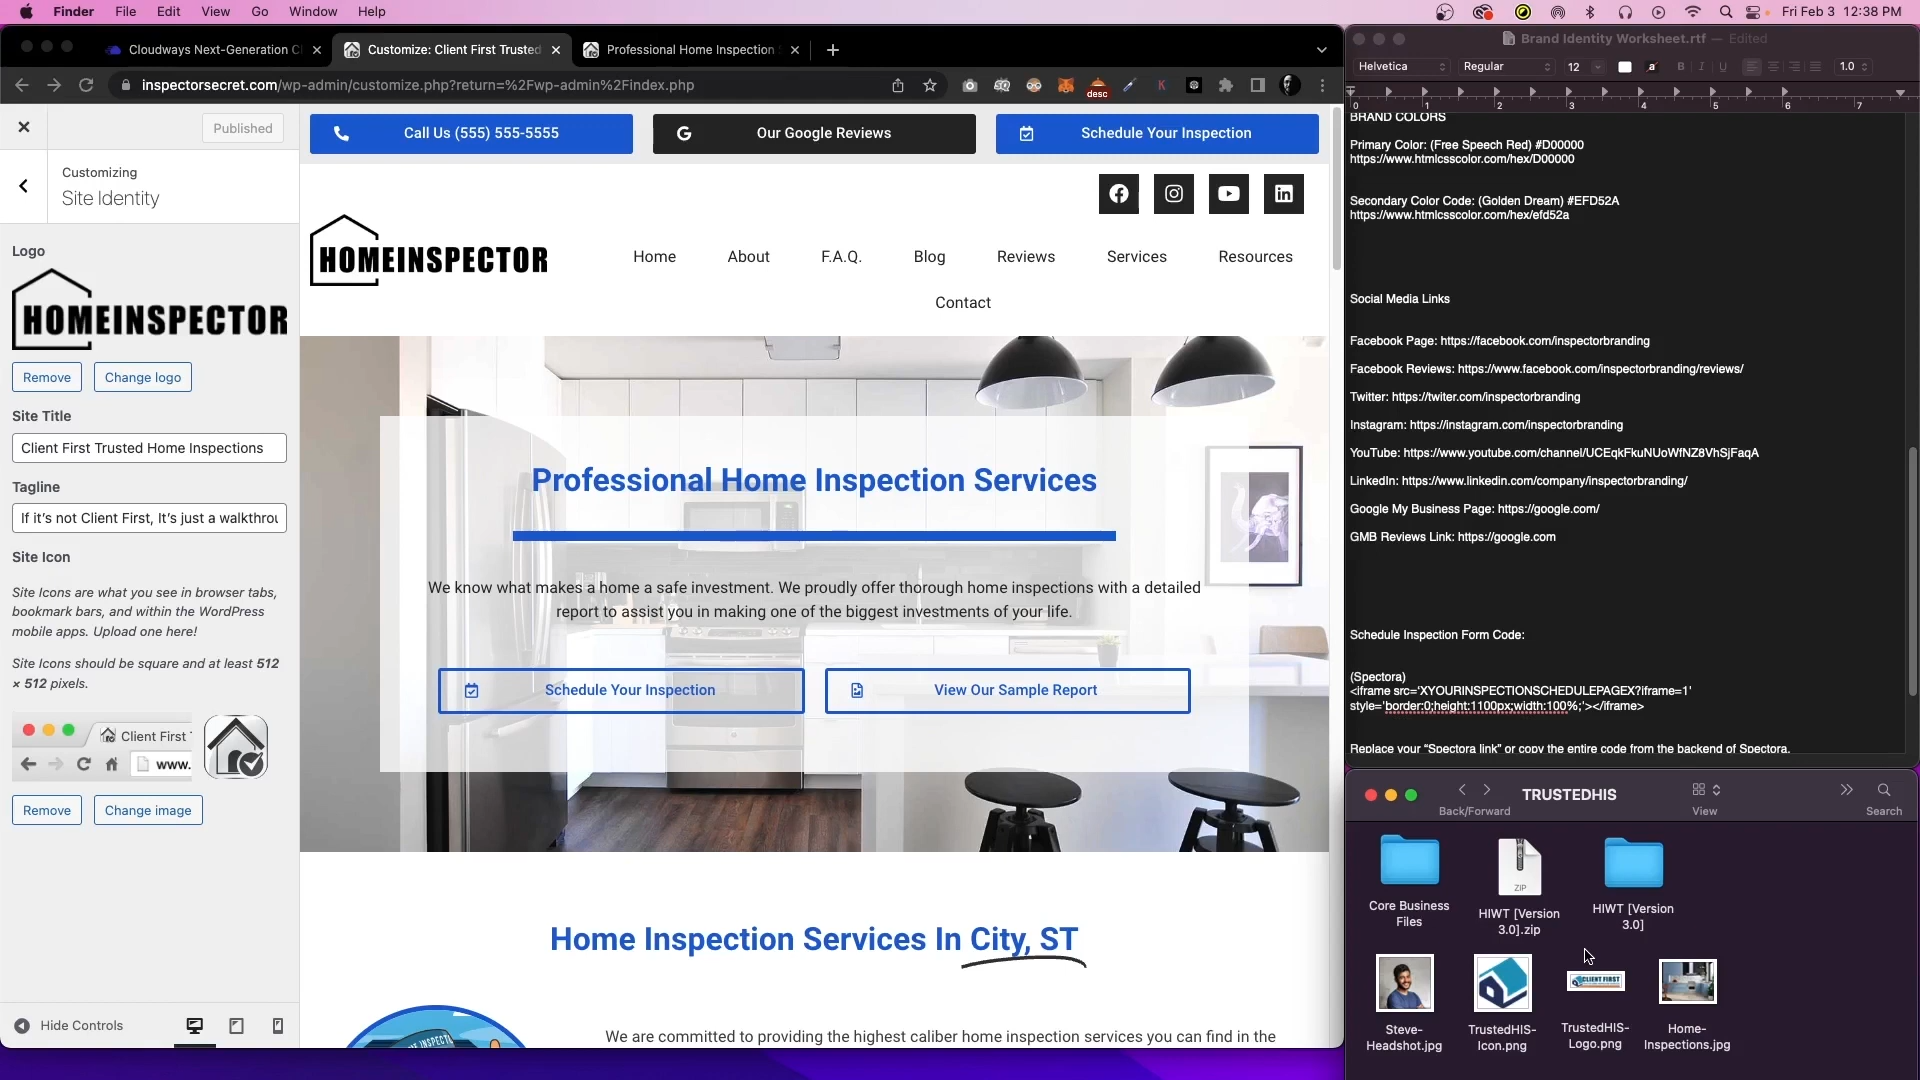 Finder File Edit View Go Window Help
Fri Feb 3 12:38 PM
Cloudways Next-Generation C
Customize: Client First Trusted
Professional Home Inspection
inspectorsecret.com/wp-admin/customize.php?return=%2Fwp-admin%2Findex.php
desc
Published
Customizing
Site Identity
Logo
HOMEINSPECTOR
Remove
Change logo
Site Title
Client First Trusted Home Inspections
Tagline
If it's not Client First, It's just a walkthrou
Site Icon
Site Icons are what you see in browser tabs,
bookmark bars, and within the WordPress
mobile apps. Upload one here!
Site Icons should be square and at least 512
× 512 pixels.
Client First
www.
Remove
Change image
Hide Controls
Call Us (555) 555-5555
Our Google Reviews
Schedule Your Inspection
HOMEINSPECTOR
Home
About
F.A.Q.
Blog
Reviews
Services
Resources
Contact
Professional Home Inspection Services
We know what makes a home a safe investment. We proudly offer thorough home inspections with a detailed
report to assist you in making one of the biggest investments of your life.
Schedule Your Inspection
View Our Sample Report
Home Inspection Services In City, ST
We are committed to providing the highest caliber home inspection services you can find in the
Brand Identity Worksheet.rtf — Edited
Helvetica
Regular
12
a
B I U
1.0
0 1 2 3 4 5 6 7
BRAND COLORS
Primary Color: (Free Speech Red) #D00000
https://www.htmlcsscolor.com/hex/D00000
Secondary Color Code: (Golden Dream) #EFD52A
https://www.htmlcsscolor.com/hex/efd52a
Social Media Links
Facebook Page: https://facebook.com/inspectorbranding
Facebook Reviews: https://www.facebook.com/inspectorbranding/reviews/
Twitter: https://twiter.com/inspectorbranding
Instagram: https://instagram.com/inspectorbranding
YouTube: https://www.youtube.com/channel/UCEqkFkuNUoWfNZ8VhSjFaqA
LinkedIn: https://www.linkedin.com/company/inspectorbranding/
Google My Business Page: https://google.com/
GMB Reviews Link: https://google.com
Schedule Inspection Form Code:
(Spectora)
<iframe src='XYOURINSPECTIONSCHEDULEPAGEX?iframe=1'
style='border:0;height:1100px;width:100%;'></iframe>
Replace your “Spectora link” or copy the entire code from the backend of Spectora.
TRUSTEDHIS
Back/Forward
View
Search
Core Business
Files
ZIP
HIWT [Version
3.0].zip
HIWT [Version
3.0]
CLIENT FIRST
Steve-
Headshot.jpg
TrustedHIS-
Icon.png
TrustedHIS-
Logo.png
Home-
Inspections.jpg